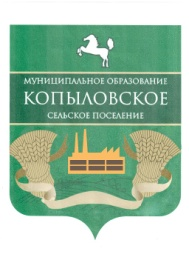 МУНИЦИПАЛЬНОЕ ОБРАЗОВАНИЕ
КОПЫЛОВСКОЕ
СЕЛЬСКОЕ ПОСЕЛЕНИЕ